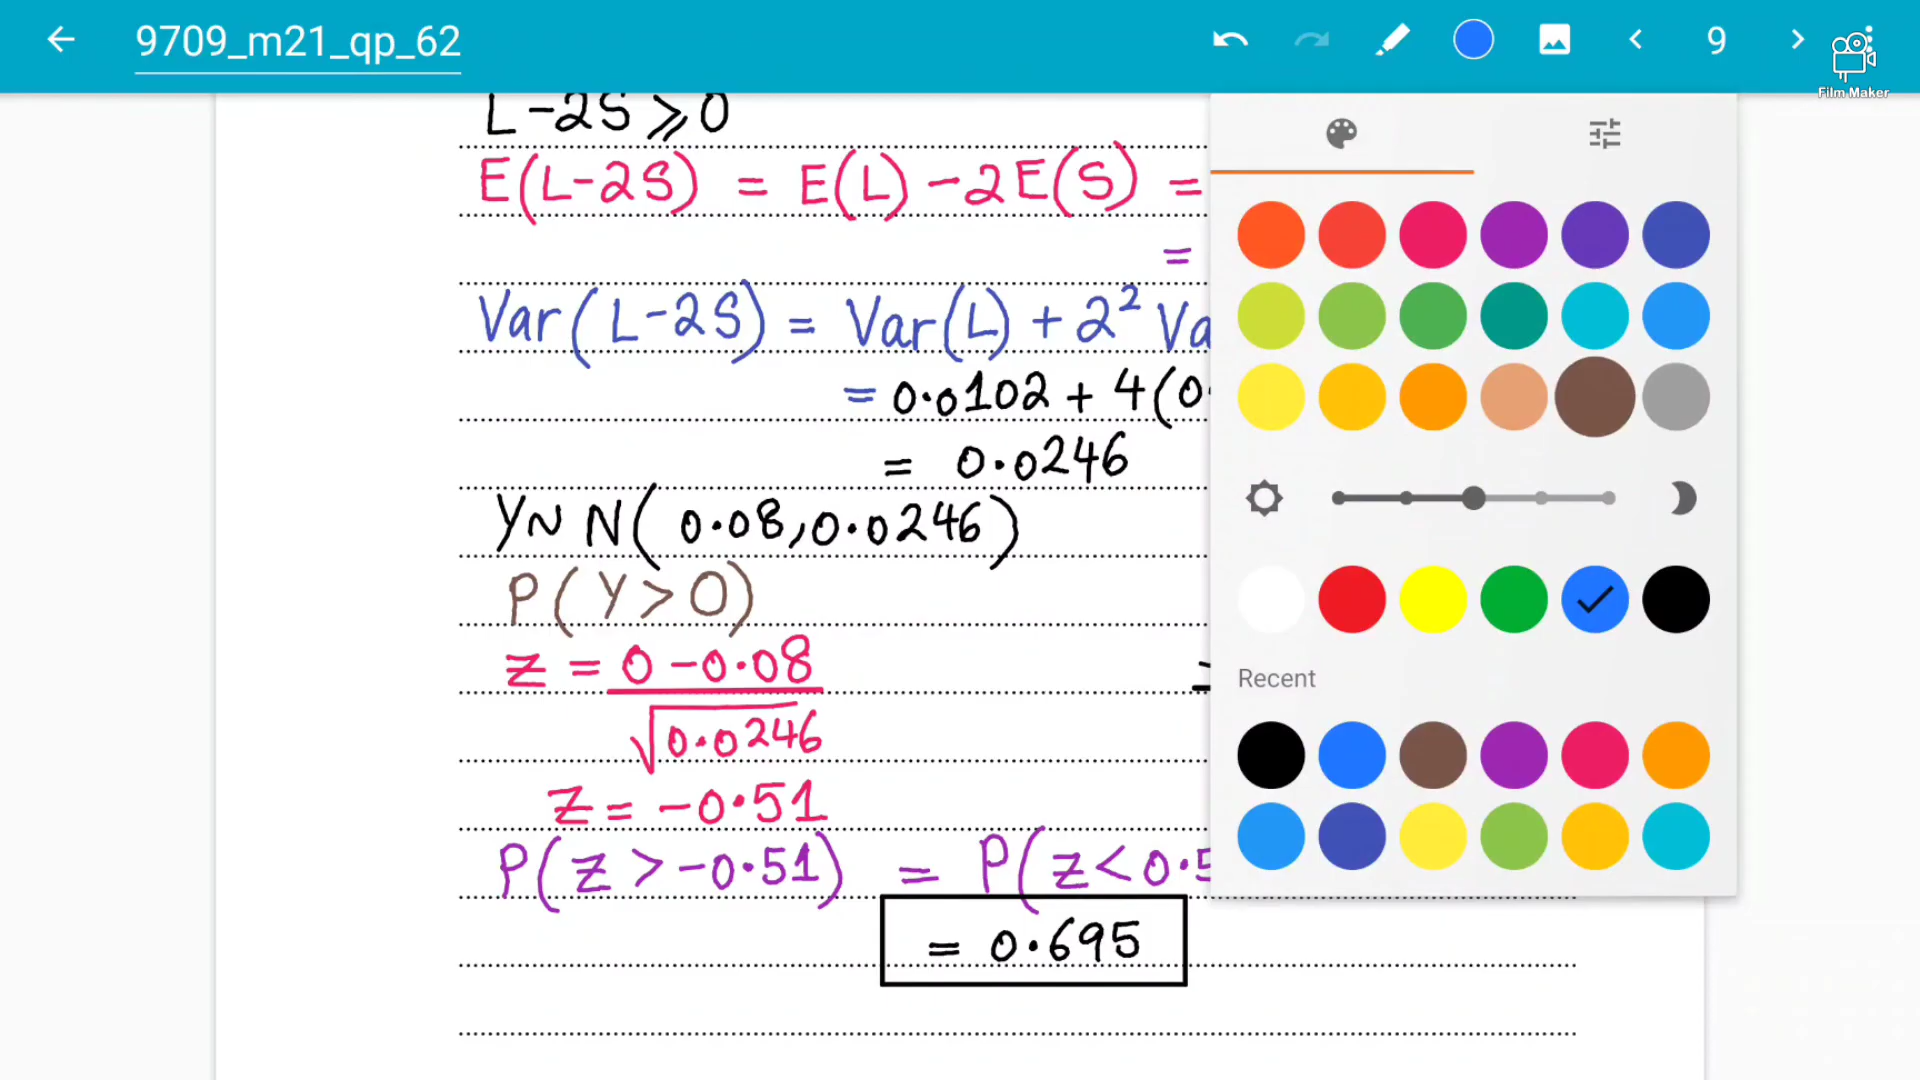 9709_m21_qp_62
9
Film Maker
L-2S ⩾ 0
E(L-2S) = E(L) - 2E(S) =
=
Var(L-2S) = Var(L) + 2² Va
= 0.0102 + 4(0.
= 0.0246
Y~ N( 0.08,0.0246)
P(Y>0)
z = 0 - 0.08
√0.0246
z = -0.51
P(z > -0.51) = P(z < 0.5
= 0.695
Recent